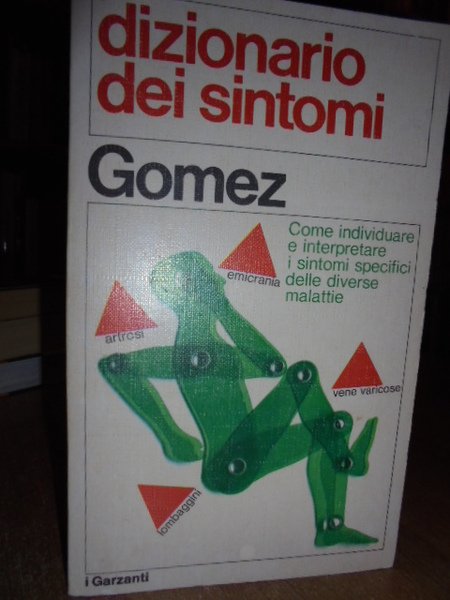 dizionario
dei sintomi
Gomez
Come individuare
e interpretare
i sintomi specifici
delle diverse
malattie
emicrania
artrosi
vene varicose
lombaggini
i Garzanti